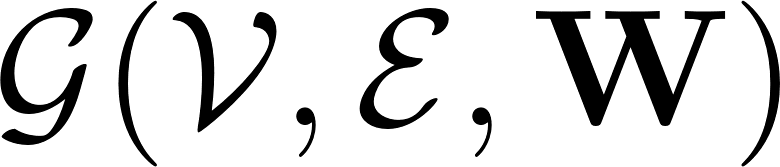 𝒢(𝒱, ℰ, 𝐖)